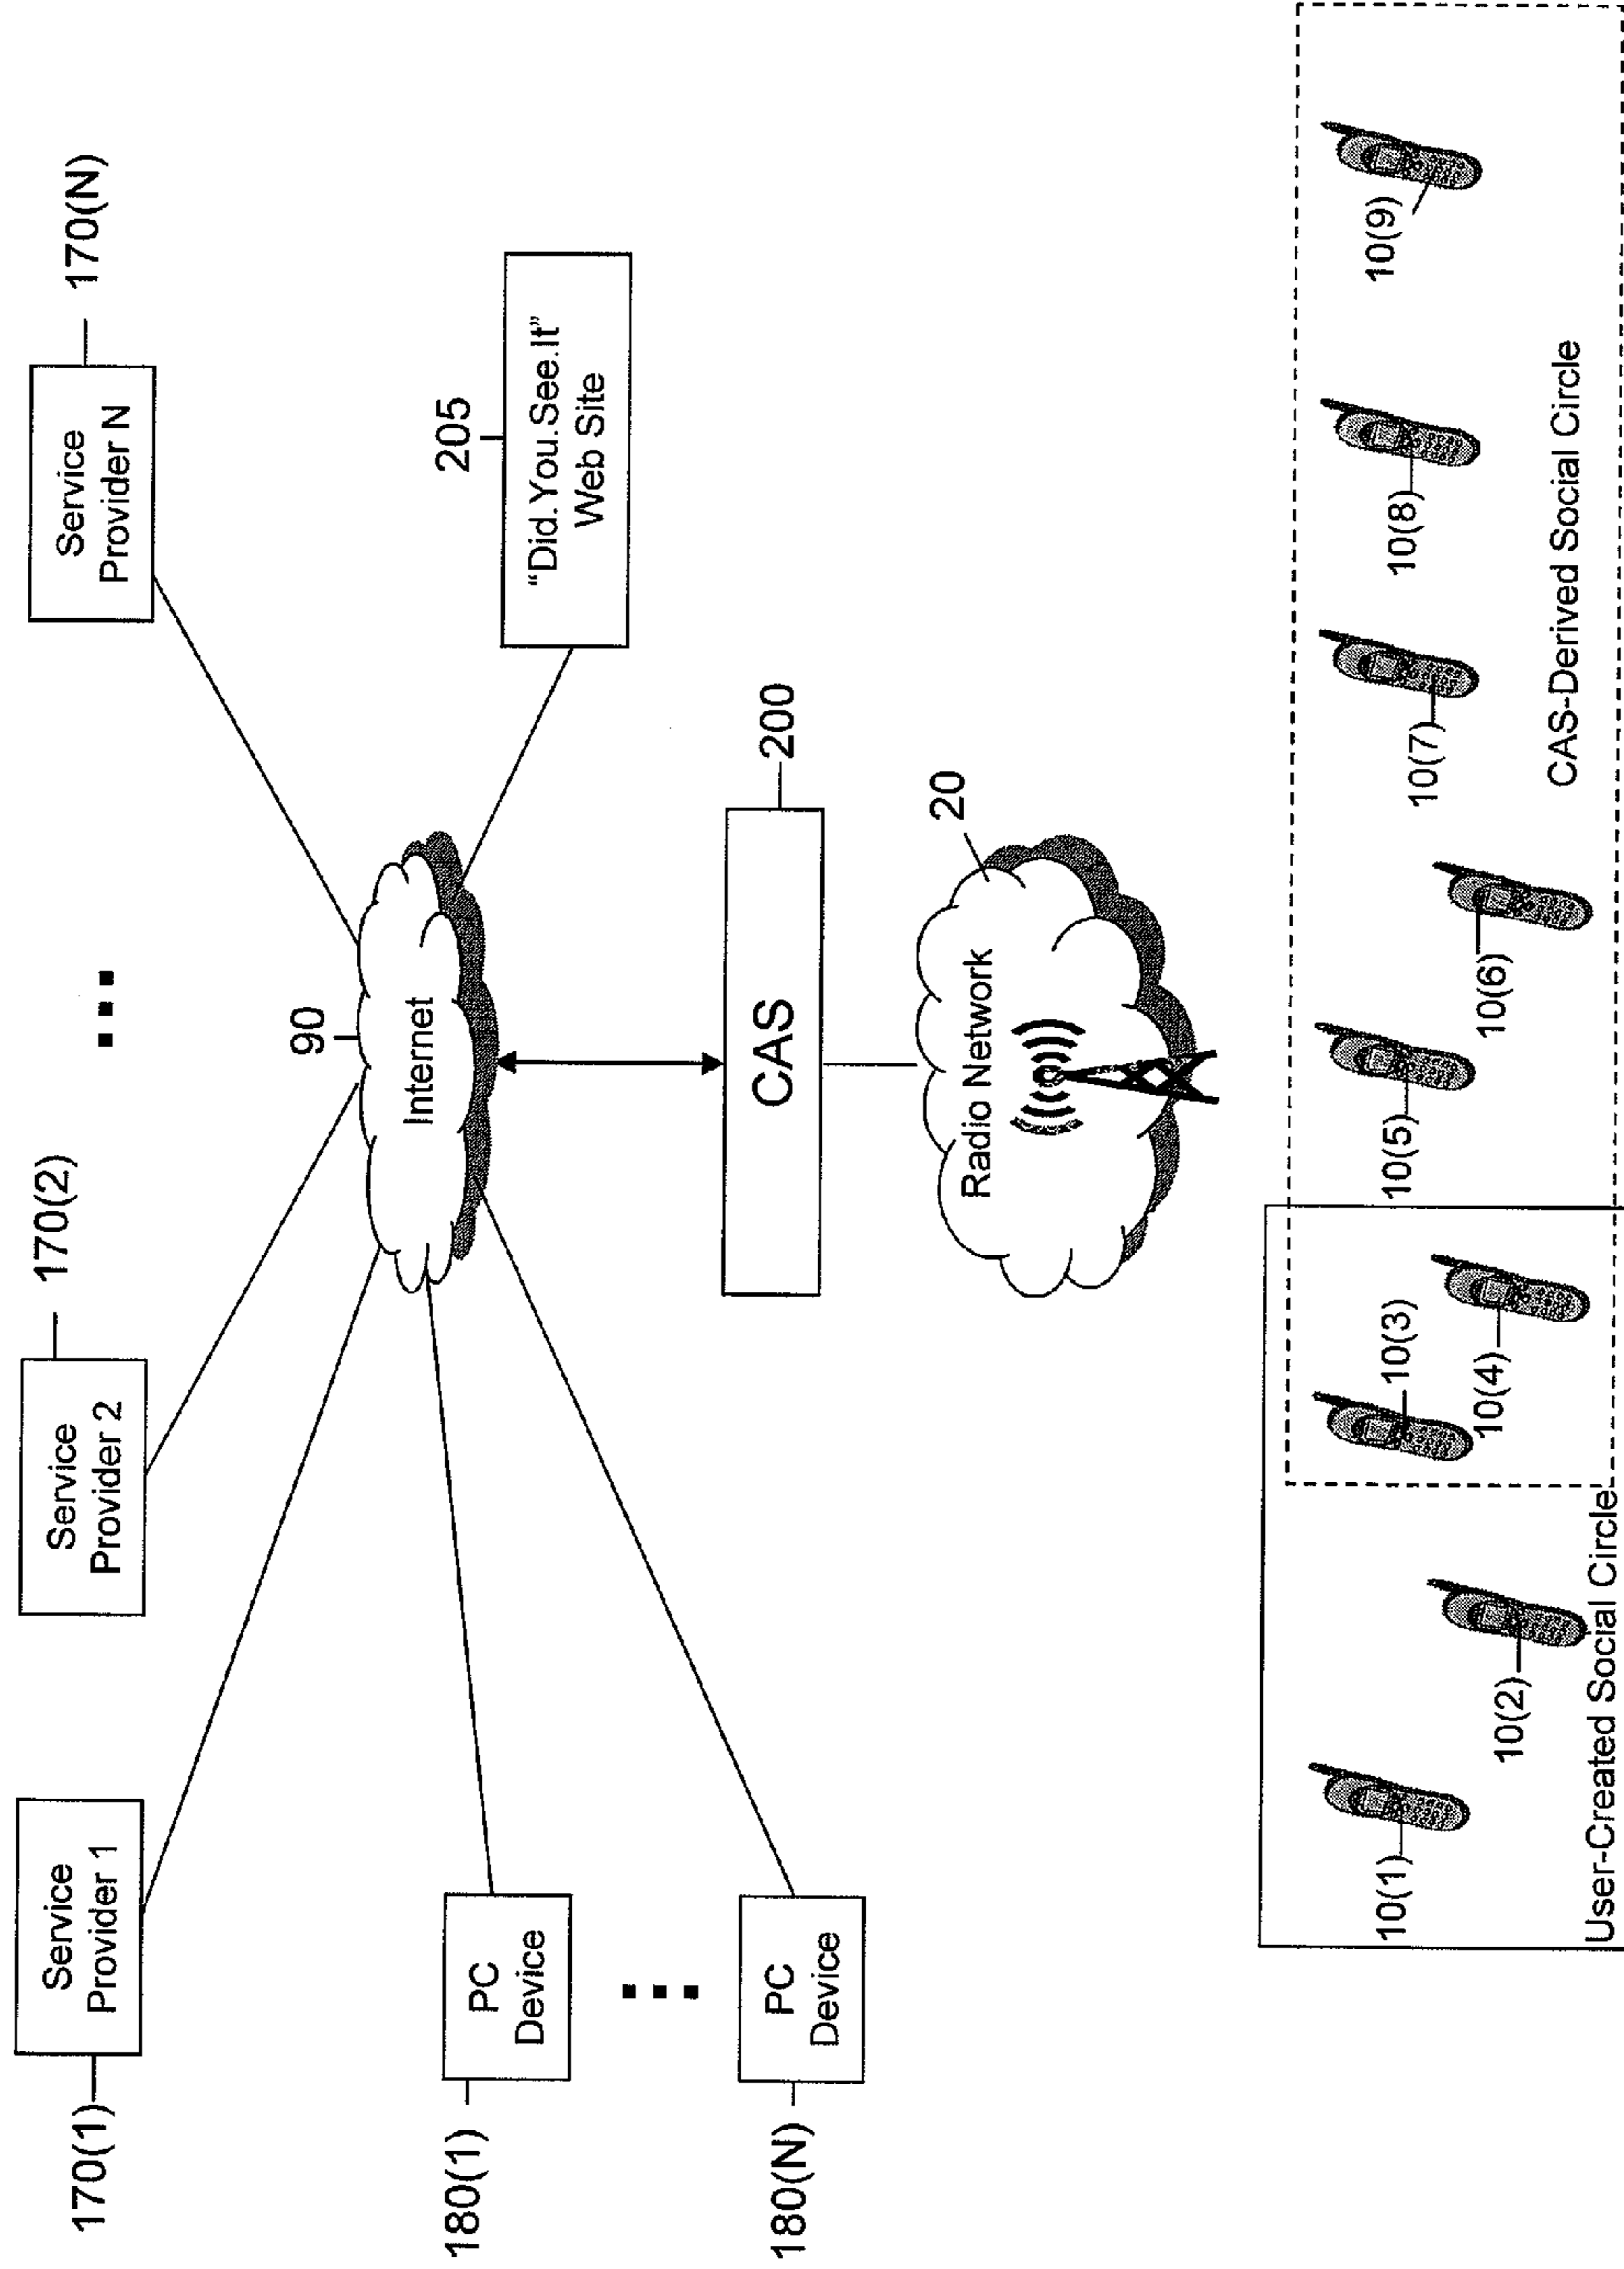 170(1)
Service
Provider 1
Service
Provider 2
170(2)
...
Service
Provider N
170(N)
180(1)
PC
Device
...
180(N)
PC
Device
90
Internet
205
“Did.You.See.It”
Web Site
CAS
200
Radio Network
20
10(1)
10(2)
10(3)
10(4)
10(5)
10(6)
10(7)
10(8)
10(9)
User-Created Social Circle
CAS-Derived Social Circle